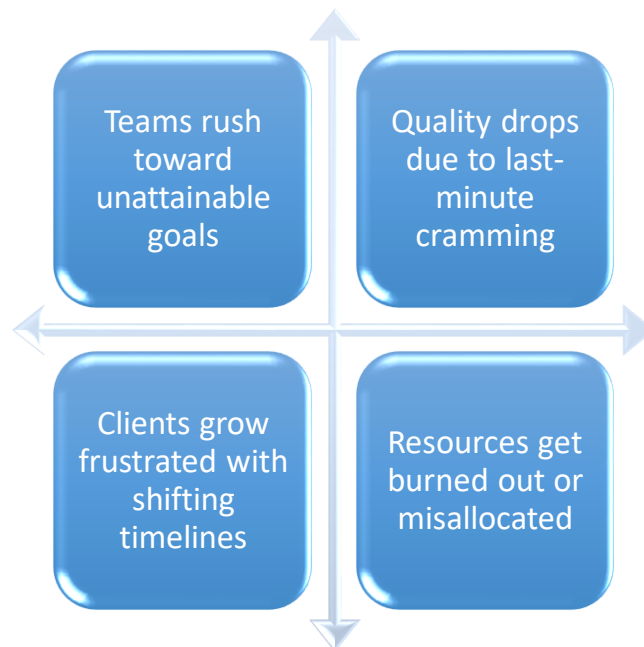 Teams rush
toward
unattainable
goals
Quality drops
due to last-
minute
cramming
Clients grow
frustrated with
shifting
timelines
Resources get
burned out or
misallocated